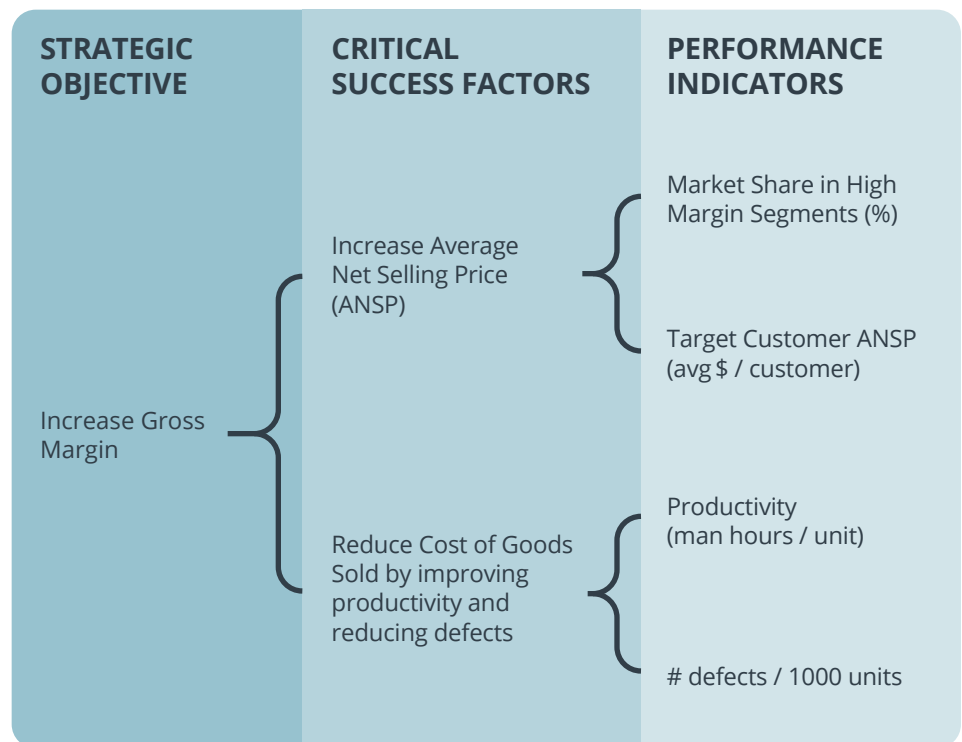 STRATEGIC
OBJECTIVE
CRITICAL
SUCCESS FACTORS
PERFORMANCE
INDICATORS
Increase Gross
Margin
Increase Average
Net Selling Price
(ANSP)
Reduce Cost of Goods
Sold by improving
productivity and
reducing defects
Market Share in High
Margin Segments (%)
Target Customer ANSP
(avg $ / customer)
Productivity
(man hours / unit)
# defects / 1000 units